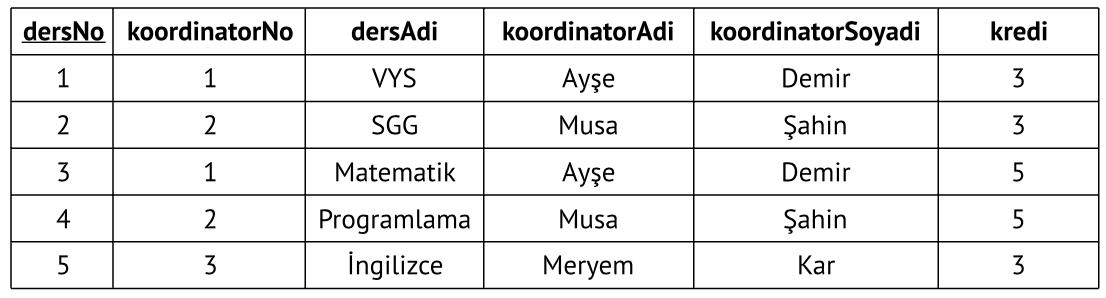 dersNo koordinatorNo dersAdi koordinatorAdi koordinatorSoyadi kredi
1 1 VYS Ayşe Demir 3
2 2 SGG Musa Şahin 3
3 1 Matematik Ayşe Demir 5
4 2 Programlama Musa Şahin 5
5 3 İngilizce Meryem Kar 3